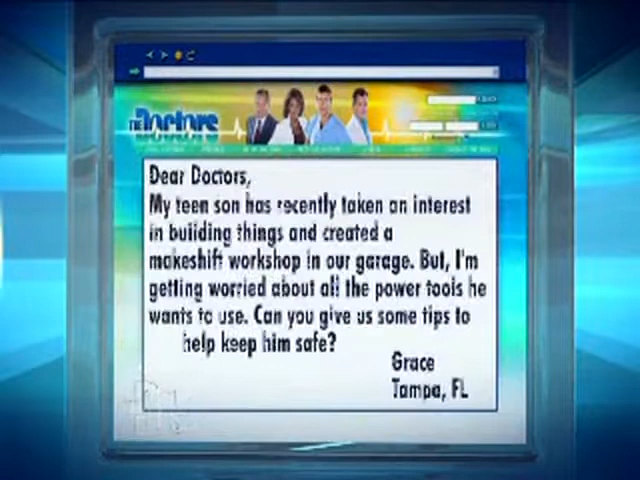 THE Doctors
Dear Doctors,
My teen son has recently taken an interest
in building things and created a
makeshift workshop in our garage. But, I'm
getting worried about all the power tools he
wants to use. Can you give us some tips to
help keep him safe?
Grace
Tampa, FL